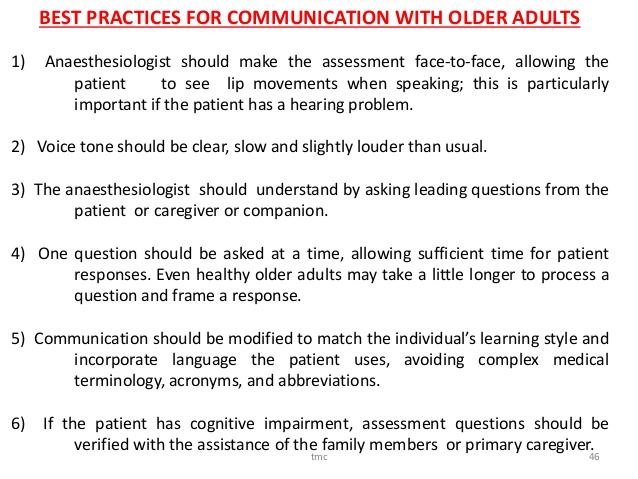 BEST PRACTICES FOR COMMUNICATION WITH OLDER ADULTS
1) Anaesthesiologist should make the assessment face-to-face, allowing the
patient to see lip movements when speaking; this is particularly
important if the patient has a hearing problem.
2) Voice tone should be clear, slow and slightly louder than usual.
3) The anaesthesiologist should understand by asking leading questions from the
patient or caregiver or companion.
4) One question should be asked at a time, allowing sufficient time for patient
responses. Even healthy older adults may take a little longer to process a
question and frame a response.
5) Communication should be modified to match the individual's learning style and
incorporate language the patient uses, avoiding complex medical
terminology, acronyms, and abbreviations.
6) If the patient has cognitive impairment, assessment questions should be
verified with the assistance of the family members or primary caregiver.
tmc
46